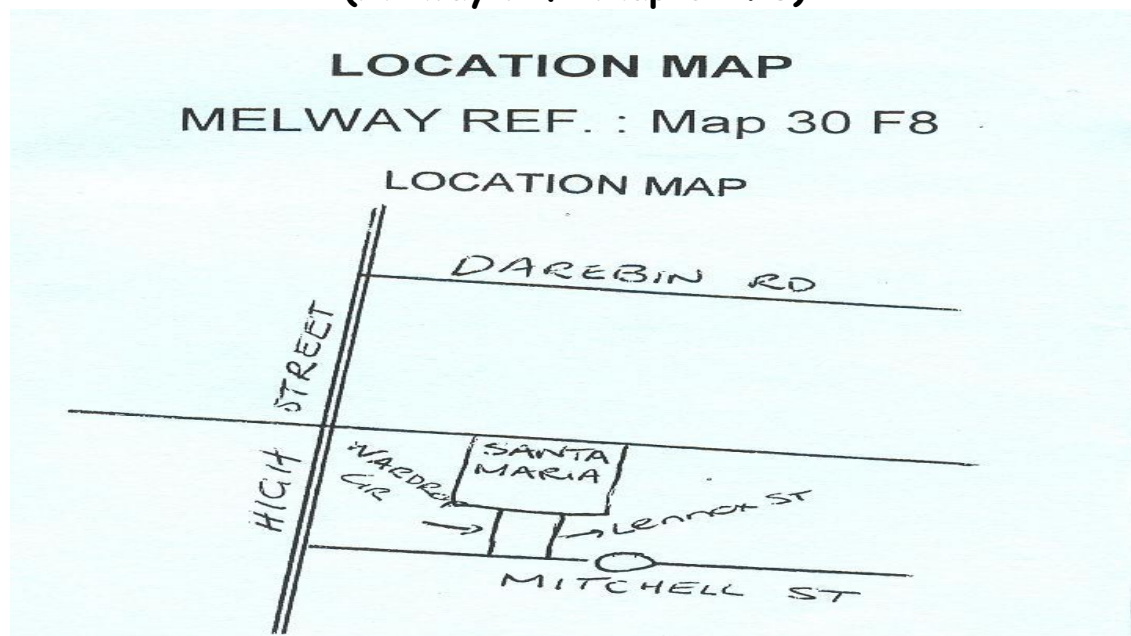 LOCATION MAP
MELWAY REF. : Map 30 F8
LOCATION MAP
DAREBIN RD
HIGH STREET
SANTA
MARIA
WARDROP
GR
LENNOX ST
MITCHELL ST